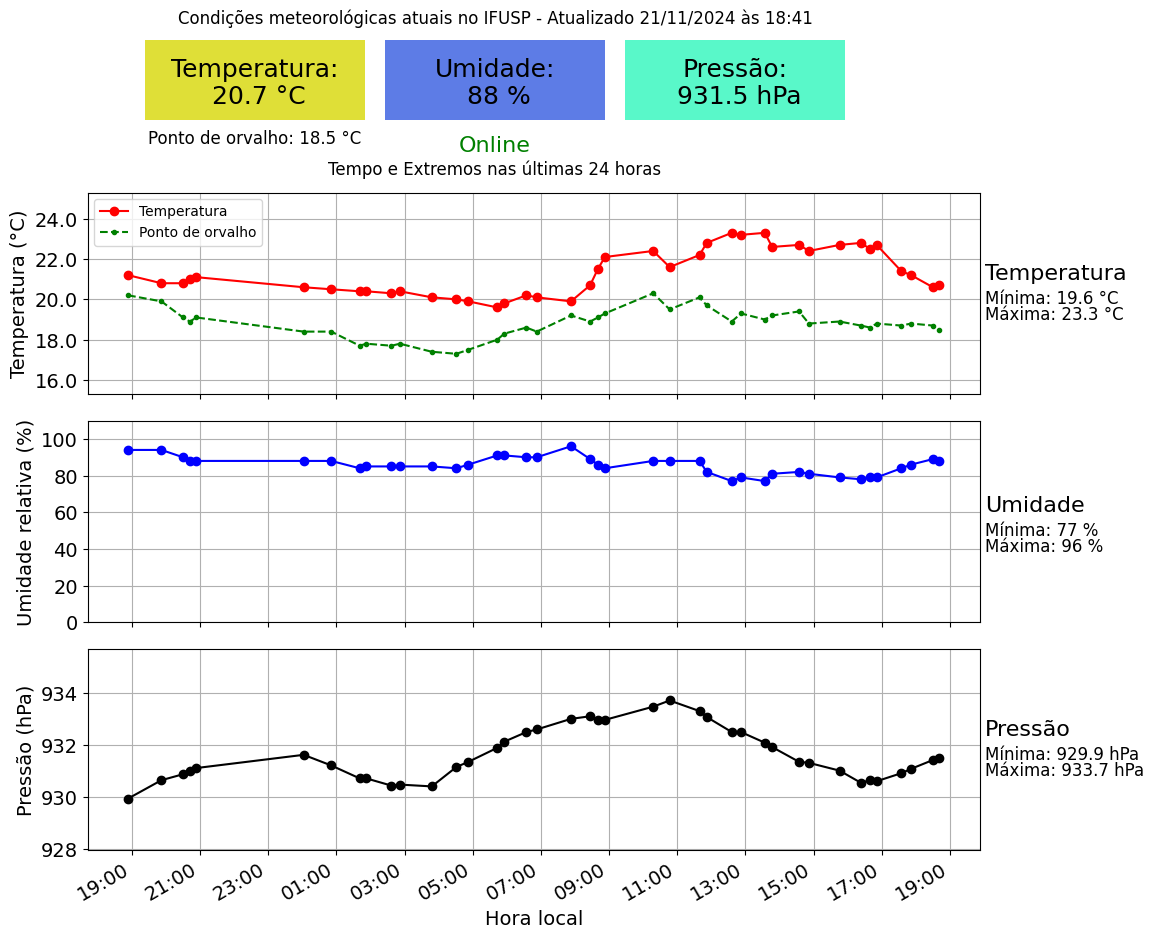 Condições meteorológicas atuais no IFUSP - Atualizado 21/11/2024 às 18:41
Temperatura:
20.7 °C
Umidade:
88 %
Pressão:
931.5 hPa
Ponto de orvalho: 18.5 °C
Online
Tempo e Extremos nas últimas 24 horas
Temperatura (°C)
24.0
22.0
20.0
18.0
16.0
Temperatura
Ponto de orvalho
Temperatura
Mínima: 19.6 °C
Máxima: 23.3 °C
Umidade relativa (%)
100
80
60
40
20
0
Umidade
Mínima: 77 %
Máxima: 96 %
Pressão (hPa)
934
932
930
928
Pressão
Mínima: 929.9 hPa
Máxima: 933.7 hPa
19:00 21:00 23:00 01:00 03:00 05:00 07:00 09:00 11:00 13:00 15:00 17:00 19:00
Hora local